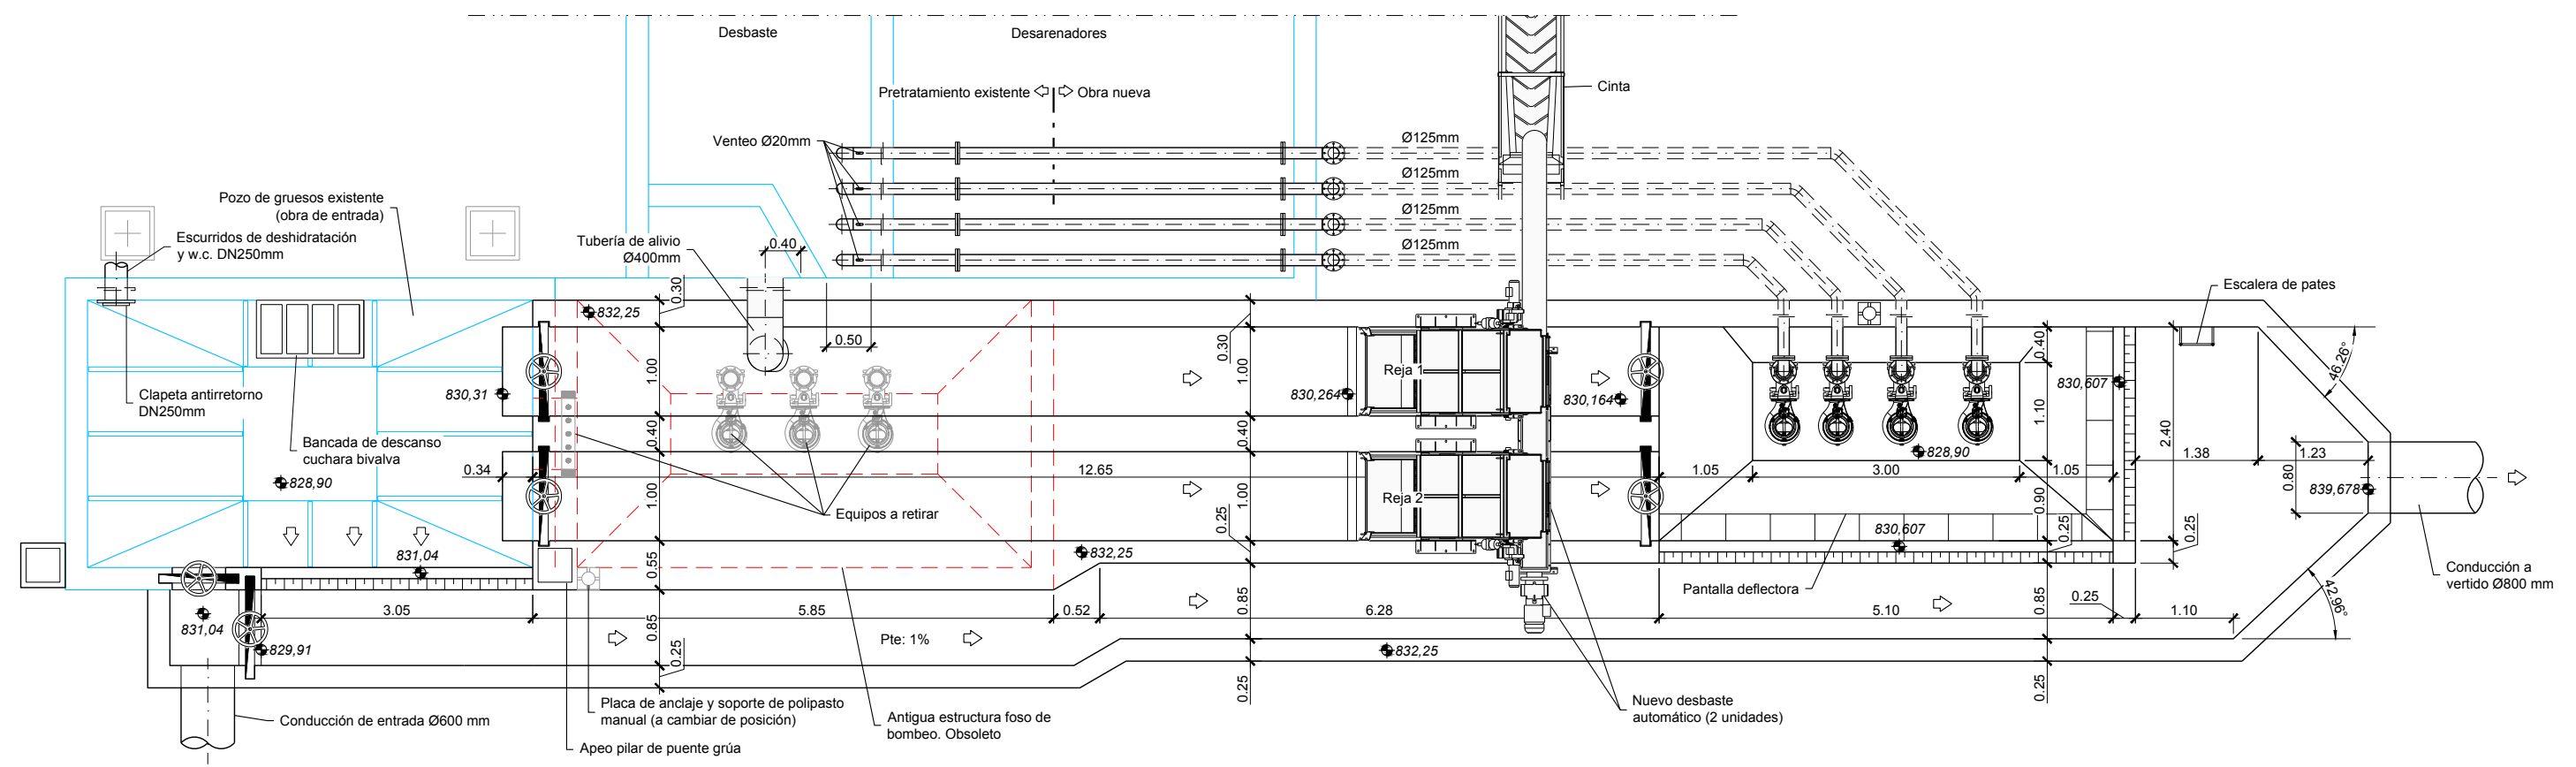 Desbaste
Desarenadores
Pretratamiento existente
Obra nueva
Cinta
Venteo Ø20mm
Ø125mm
Ø125mm
Ø125mm
Ø125mm
Pozo de gruesos existente
(obra de entrada)
Escurridos de deshidratación
y w.c. DN250mm
Tubería de alivio
Ø400mm
0.40
0.30
832,25
0.50
1.00
0.30
1.00
Reja 1
Escalera de pates
46.26°
0.40
830,607
830,31
830,264
830,164
1.10
2.40
Clapeta antirretorno
DN250mm
Bancada de descanso
cuchara bivalva
0.40
0.40
828,90
0.34
12.65
1.05
3.00
1.05
1.38
1.23
0.80
839,678
828,90
1.00
1.00
Reja 2
Equipos a retirar
0.25
0.90
830,607
0.25
0.25
831,04
0.55
832,25
Conducción a
vertido Ø800 mm
Pantalla deflectora
42.96°
3.05
5.85
0.52
6.28
5.10
0.25
1.10
831,04
0.85
0.85
0.85
Pte: 1%
829,91
0.25
832,25
0.25
0.25
Conducción de entrada Ø600 mm
Placa de anclaje y soporte de polipasto
manual (a cambiar de posición)
Antigua estructura foso de
bombeo. Obsoleto
Nuevo desbaste
automático (2 unidades)
Apeo pilar de puente grúa